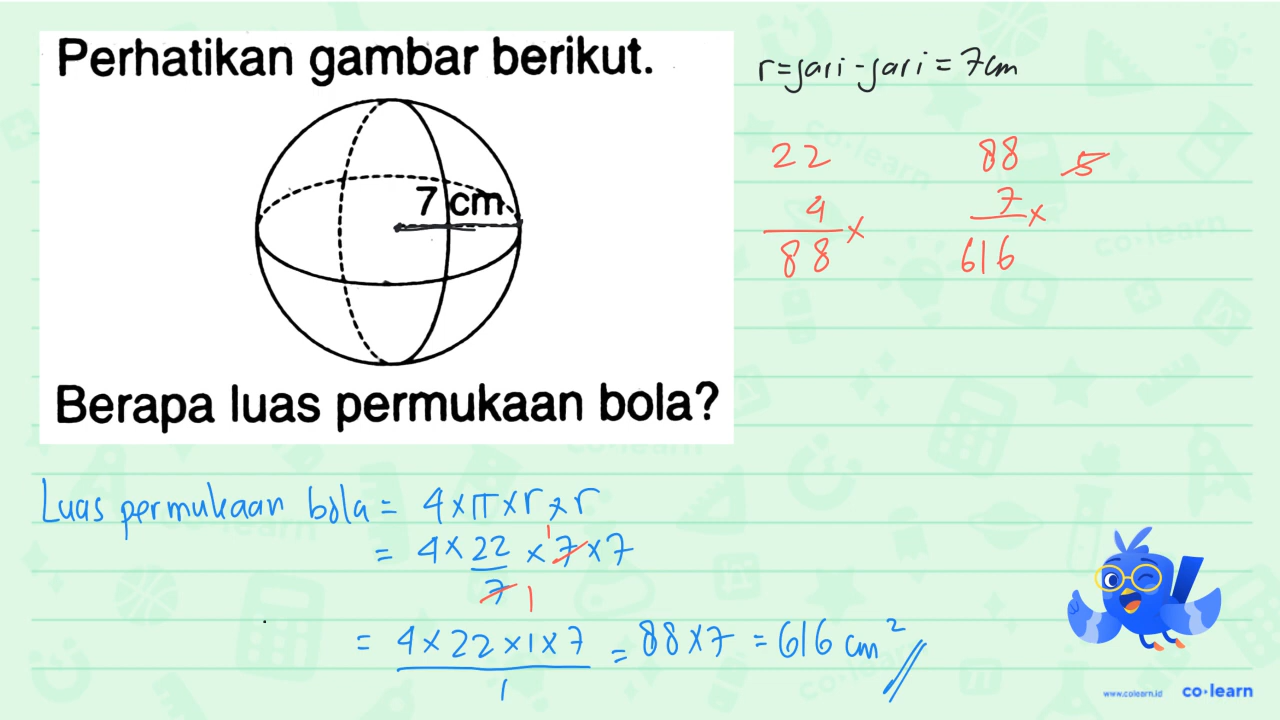 Perhatikan gambar berikut.
7 cm
Berapa luas permukaan bola?
r = jari - jari = 7 cm
22
4 x
88
88 5
7 x
616
Luas permukaan bola = 4 x π x r x r
= 4 x 22/7 x 7 x 7
1
1
= 4 x 22 x 1 x 7 / 1 = 88 x 7 = 616 cm²
www.colearn.id
co·learn